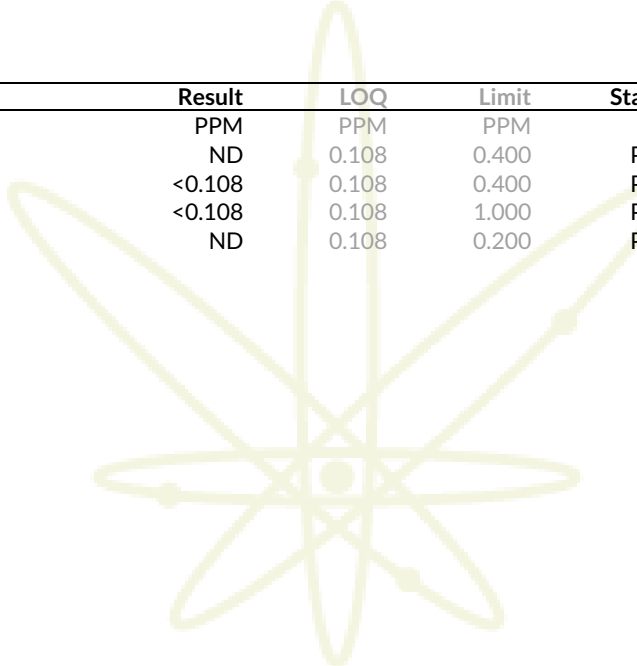 Result LOQ Limit Sta
PPM PPM PPM
ND 0.108 0.400 P
<0.108 0.108 0.400 P
<0.108 0.108 1.000 P
ND 0.108 0.200 P